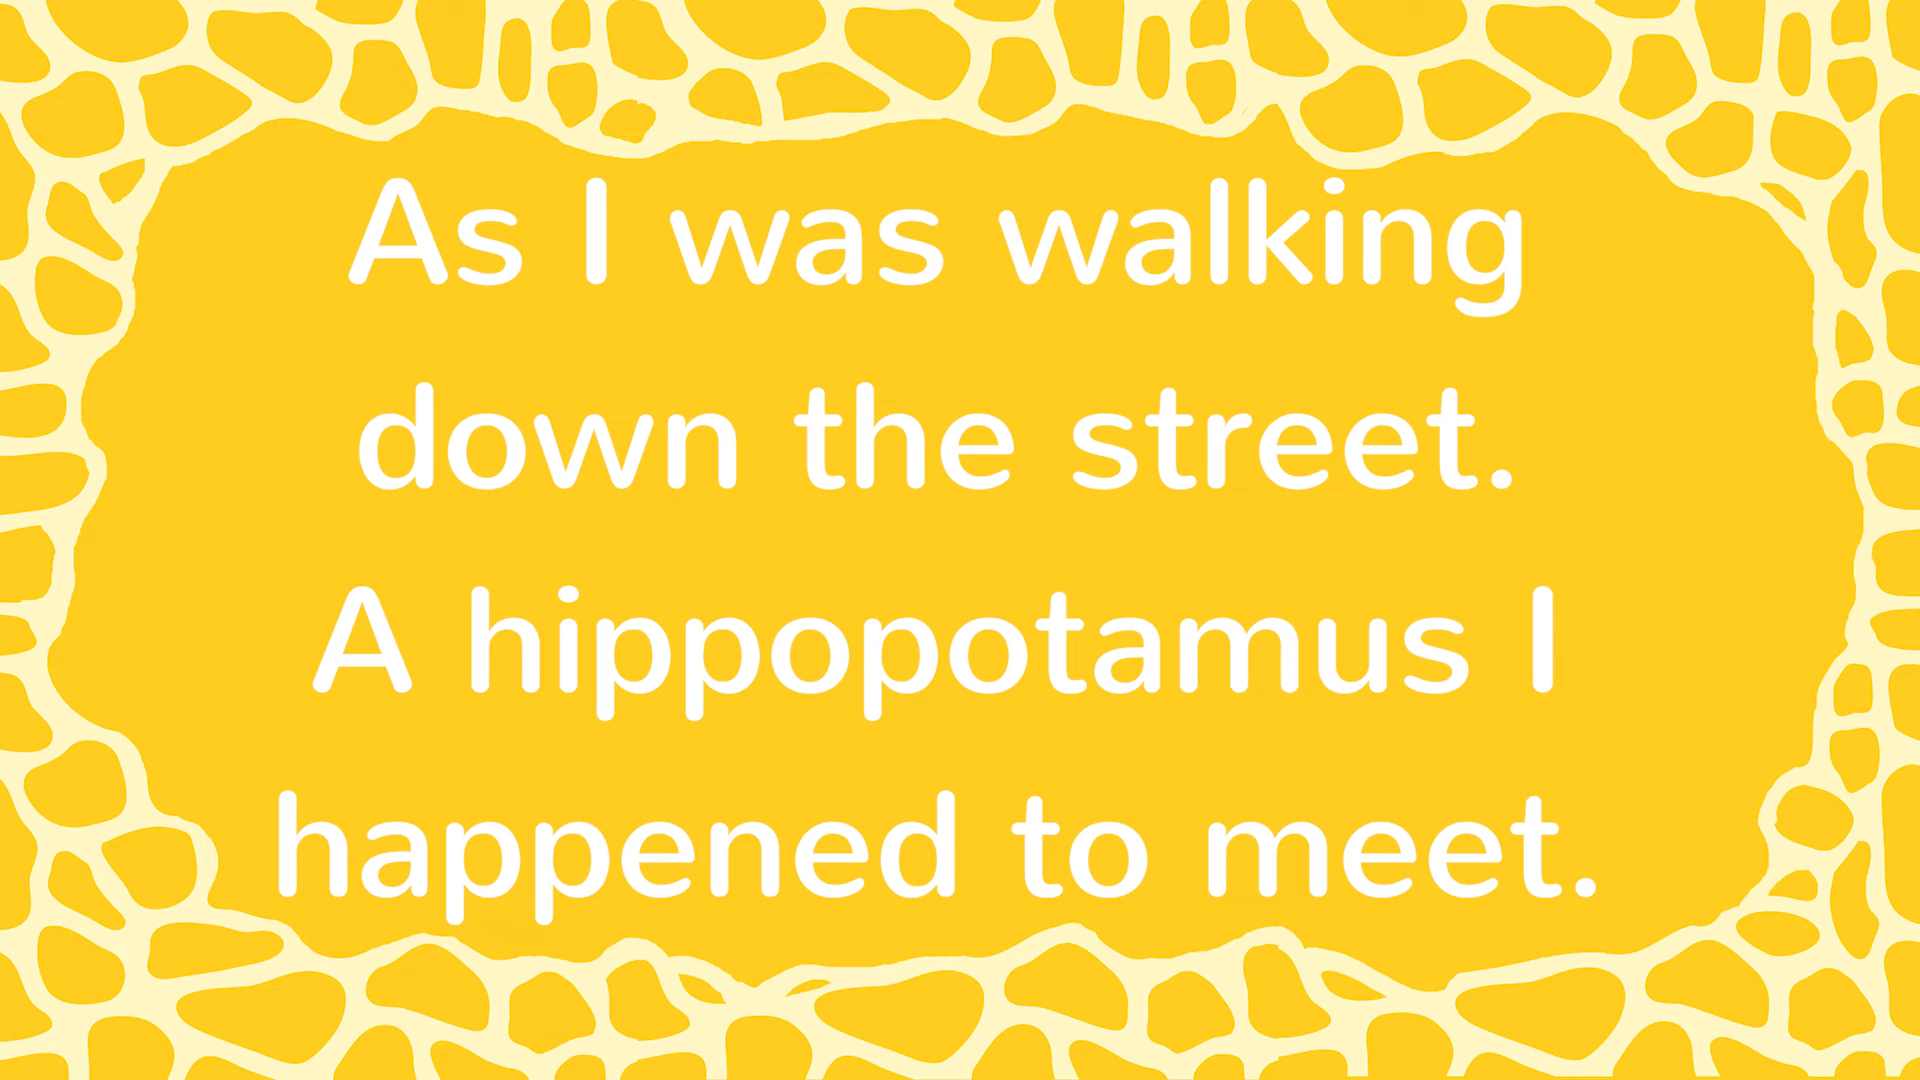 As I was walking
down the street.
A hippopotamus I
happened to meet.